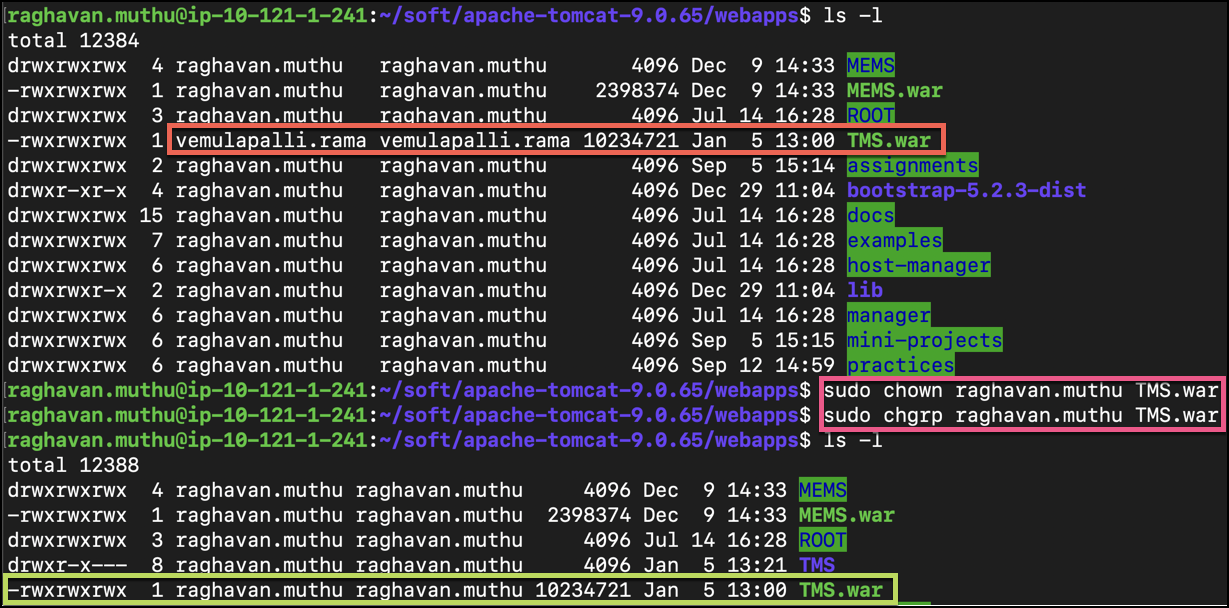 raghavan.muthu@ip-10-121-1-241:~/soft/apache-tomcat-9.0.65/webapps$ ls -l
total 12384
drwxrwxrwx  4 raghavan.muthu   raghavan.muthu       4096 Dec  9 14:33 MEMS
-rwxrwxrwx  1 raghavan.muthu   raghavan.muthu    2398374 Dec  9 14:33 MEMS.war
drwxrwxrwx  3 raghavan.muthu   raghavan.muthu       4096 Jul 14 16:28 ROOT
-rwxrwxrwx  1 vemulapalli.rama vemulapalli.rama 10234721 Jan  5 13:00 TMS.war
drwxrwxrwx  2 raghavan.muthu   raghavan.muthu       4096 Sep  5 15:14 assignments
drwxr-xr-x  4 raghavan.muthu   raghavan.muthu       4096 Dec 29 11:04 bootstrap-5.2.3-dist
drwxrwxrwx 15 raghavan.muthu   raghavan.muthu       4096 Jul 14 16:28 docs
drwxrwxrwx  7 raghavan.muthu   raghavan.muthu       4096 Jul 14 16:28 examples
drwxrwxrwx  6 raghavan.muthu   raghavan.muthu       4096 Jul 14 16:28 host-manager
drwxrwxr-x  2 raghavan.muthu   raghavan.muthu       4096 Dec 29 11:04 lib
drwxrwxrwx  6 raghavan.muthu   raghavan.muthu       4096 Jul 14 16:28 manager
drwxrwxrwx  6 raghavan.muthu   raghavan.muthu       4096 Sep  5 15:15 mini-projects
drwxrwxrwx  6 raghavan.muthu   raghavan.muthu       4096 Sep 12 14:59 practices
raghavan.muthu@ip-10-121-1-241:~/soft/apache-tomcat-9.0.65/webapps$ sudo chown raghavan.muthu TMS.war
raghavan.muthu@ip-10-121-1-241:~/soft/apache-tomcat-9.0.65/webapps$ sudo chgrp raghavan.muthu TMS.war
raghavan.muthu@ip-10-121-1-241:~/soft/apache-tomcat-9.0.65/webapps$ ls -l
total 12388
drwxrwxrwx  4 raghavan.muthu raghavan.muthu     4096 Dec  9 14:33 MEMS
-rwxrwxrwx  1 raghavan.muthu raghavan.muthu  2398374 Dec  9 14:33 MEMS.war
drwxrwxrwx  3 raghavan.muthu raghavan.muthu     4096 Jul 14 16:28 ROOT
drwxr-x---  8 raghavan.muthu raghavan.muthu     4096 Jan  5 13:21 TMS
-rwxrwxrwx  1 raghavan.muthu raghavan.muthu 10234721 Jan  5 13:00 TMS.war